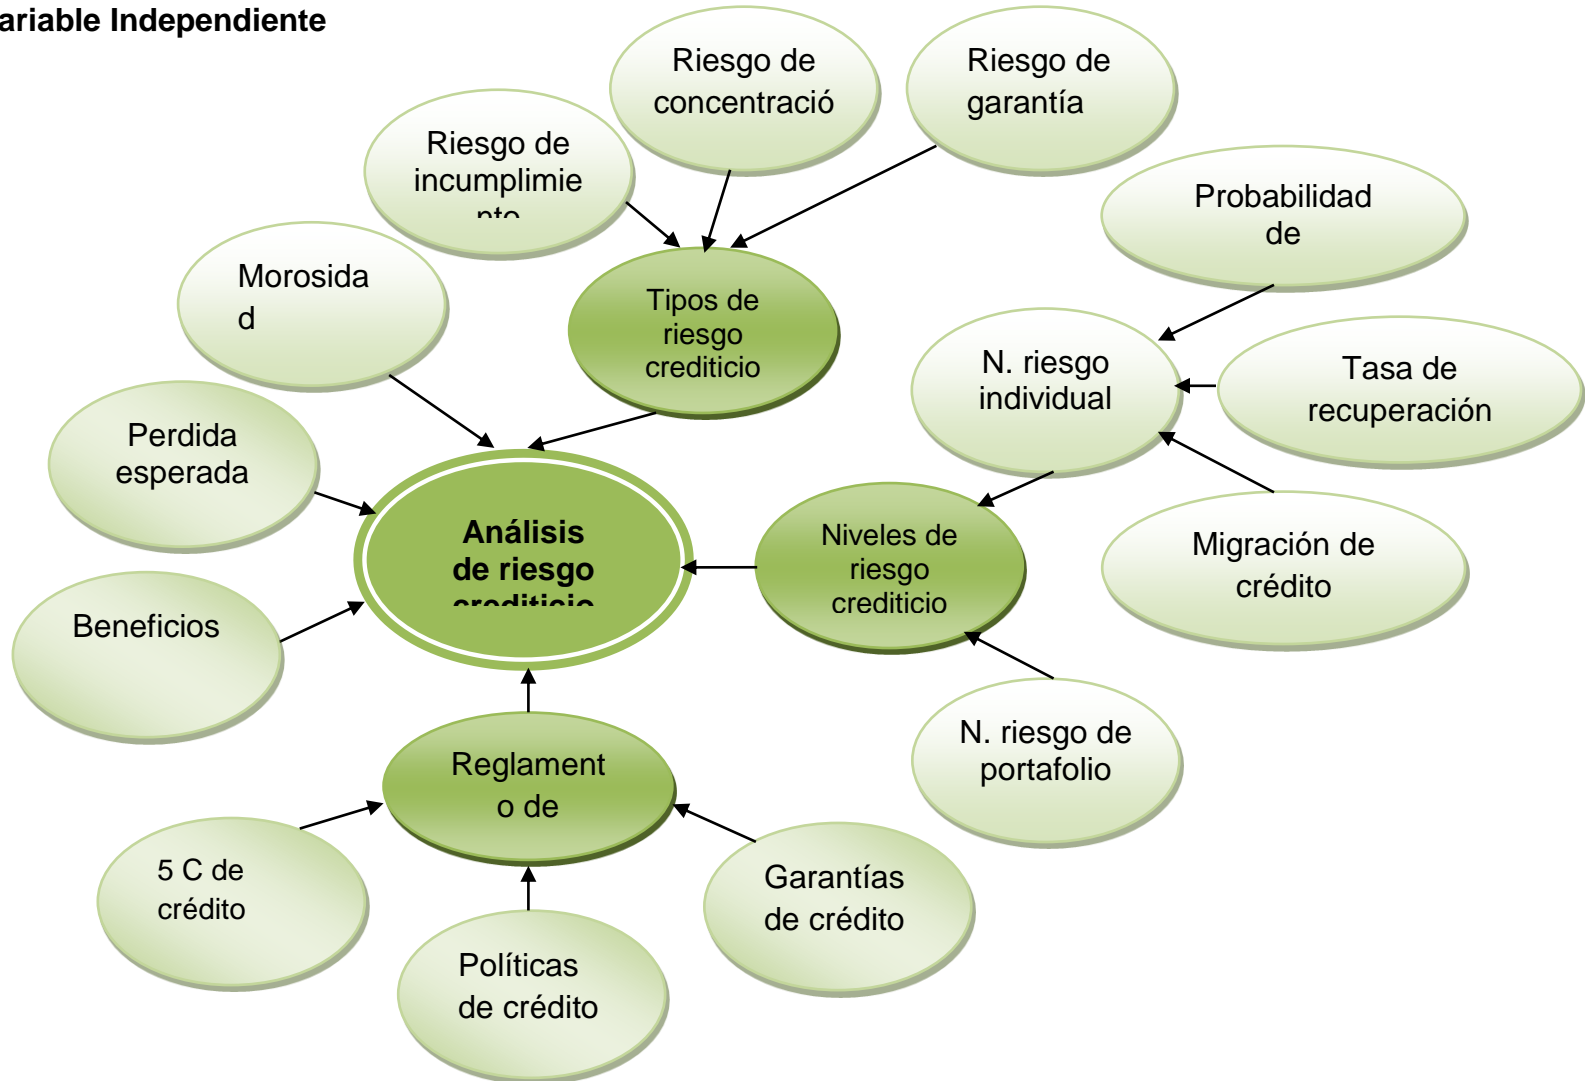 ariable Independiente
Riesgo de
concentració
Riesgo de
garantía
Riesgo de
incumplimie
nto
Probabilidad
de
Morosida
d
Tipos de
riesgo
crediticio
N. riesgo
individual
Tasa de
recuperación
Perdida
esperada
Análisis
de riesgo
crediticio
Niveles de
riesgo
crediticio
Migración de
crédito
Beneficios
N. riesgo de
portafolio
Reglament
o de
5 C de
crédito
Garantías
de crédito
Políticas
de crédito